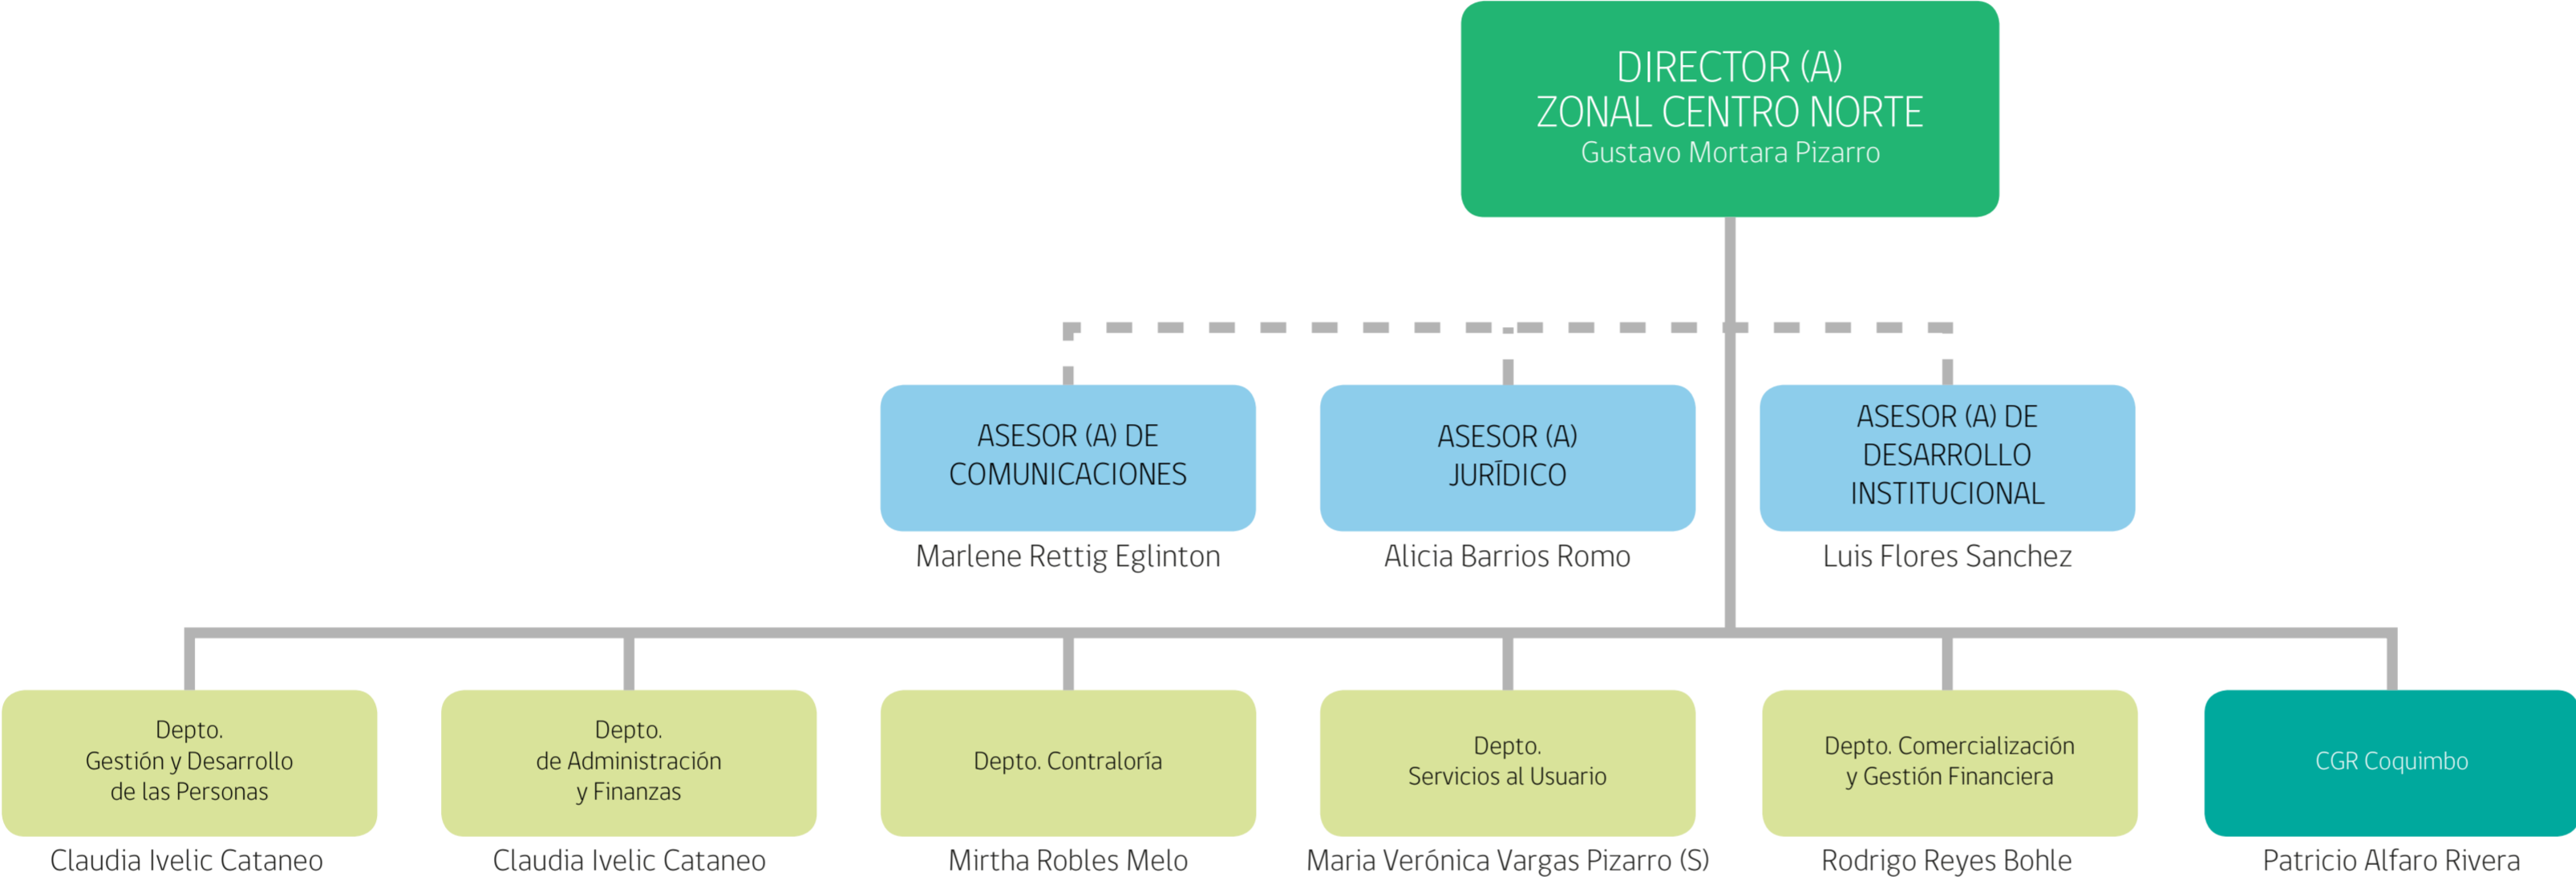 DIRECTOR (A)
ZONAL CENTRO NORTE
Gustavo Mortara Pizarro
ASESOR (A) DE
COMUNICACIONES
Marlene Rettig Eglinton
ASESOR (A)
JURÍDICO
Alicia Barrios Romo
ASESOR (A) DE
DESARROLLO
INSTITUCIONAL
Luis Flores Sanchez
Depto.
Gestión y Desarrollo
de las Personas
Claudia Ivelic Cataneo
Depto.
de Administración
y Finanzas
Claudia Ivelic Cataneo
Depto. Contraloría
Mirtha Robles Melo
Depto.
Servicios al Usuario
Maria Verónica Vargas Pizarro (S)
Depto. Comercialización
y Gestión Financiera
Rodrigo Reyes Bohle
CGR Coquimbo
Patricio Alfaro Rivera